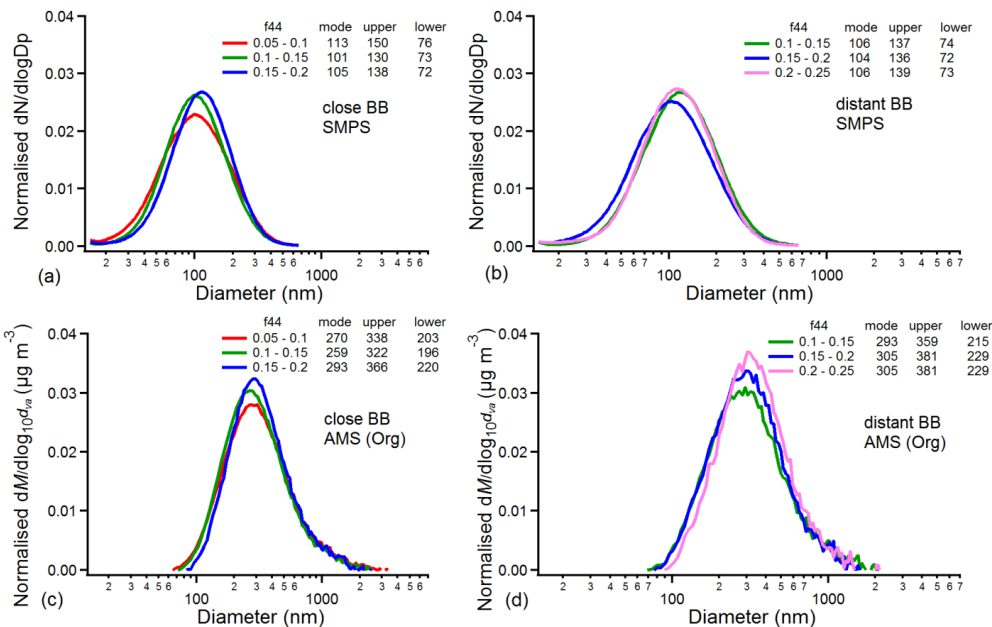 0.04
0.03
0.02
0.01
0.00
Normalised dN/dlogDp
f44 mode upper lower
0.05 - 0.1 113 150 76
0.1 - 0.15 101 130 73
0.15 - 0.2 105 138 72
close BB
SMPS
(a)
2 4 5 6 100 2 3 4 5 6 1000 2 3 4 5 6
Diameter (nm)
0.04
0.03
0.02
0.01
0.00
Normalised dN/dlogDp
f44 mode upper lower
0.1 - 0.15 106 137 74
0.15 - 0.2 104 136 72
0.2 - 0.25 106 139 73
distant BB
SMPS
(b)
2 3 4 5 6 100 2 3 4 5 6 1000 2 3 4 5 6 7
Diameter (nm)
0.04
0.03
0.02
0.01
0.00
Normalised dM/dlog₁₀dva (µg m⁻³)
f44 mode upper lower
0.05 - 0.1 270 338 203
0.1 - 0.15 259 322 196
0.15 - 0.2 293 366 220
close BB
AMS (Org)
(c)
2 3 4 5 6 100 2 3 4 5 6 1000 2 3 4 5 6
Diameter (nm)
0.04
0.03
0.02
0.01
0.00
Normalised dM/dlog₁₀dva (µg m⁻³)
f44 mode upper lower
0.1 - 0.15 293 359 215
0.15 - 0.2 305 381 229
0.2 - 0.25 305 381 229
distant BB
AMS (Org)
(d)
2 3 4 5 6 100 2 3 4 5 6 1000 2 3 4 5 6 7
Diameter (nm)